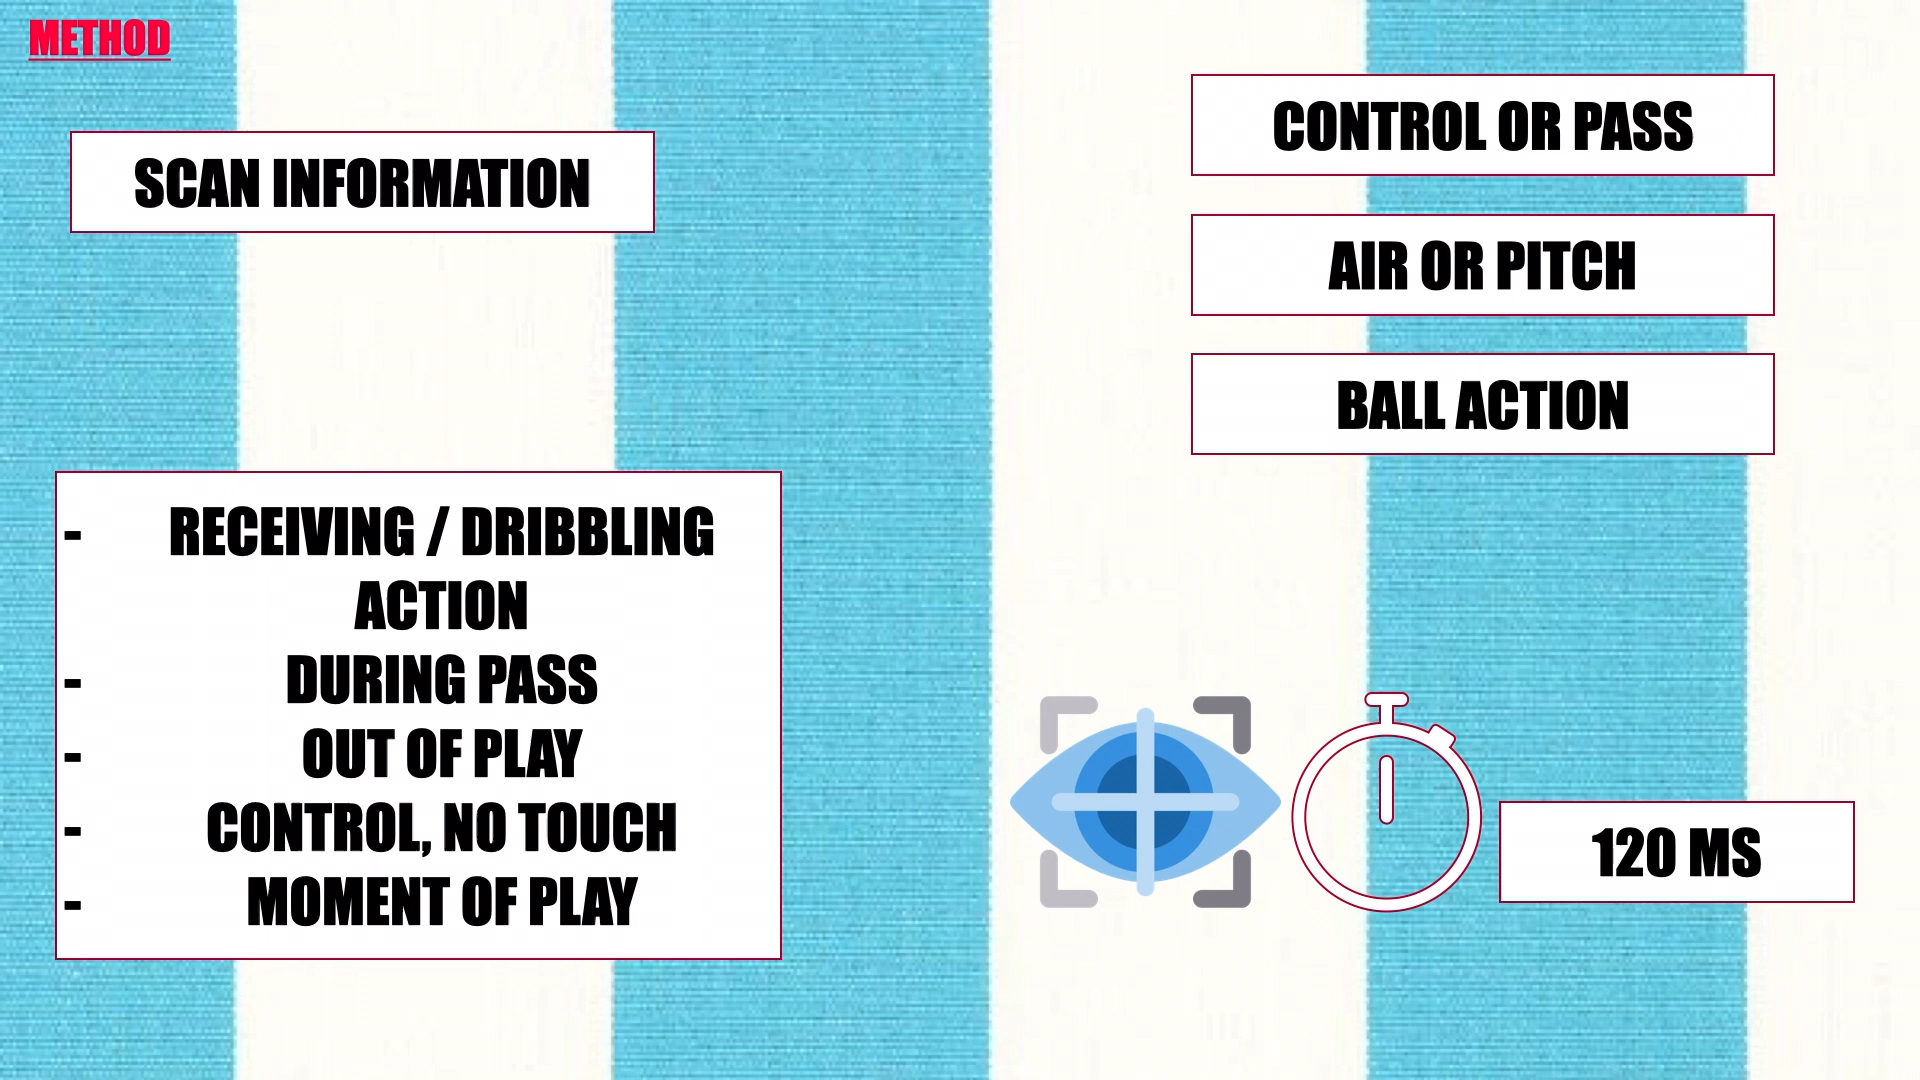 METHOD
SCAN INFORMATION
- RECEIVING / DRIBBLING
ACTION
- DURING PASS
- OUT OF PLAY
- CONTROL, NO TOUCH
- MOMENT OF PLAY
CONTROL OR PASS
AIR OR PITCH
BALL ACTION
120 MS